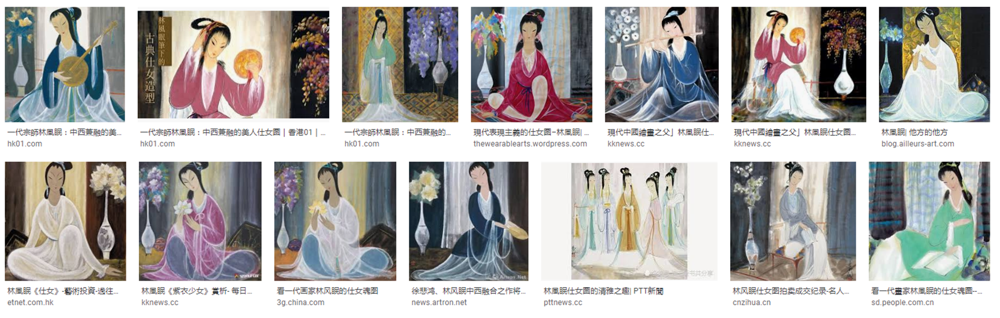 林風眠筆下的
古典仕女造型
一代宗師林風眠：中西兼融的美...
hk01.com
一代宗師林風眠：中西兼融的美人仕女圖｜香港01｜...
hk01.com
一代宗師林風眠：中西兼融的...
hk01.com
現代表現主義的仕女圖–林風眠| ...
thewearablearts.wordpress.com
現代中國繪畫之父」林風眠仕...
kknews.cc
現代中國繪畫之父」林風眠仕女圖...
kknews.cc
林風眠| 他方的他方
blog.ailleurs-art.com
林風眠《仕女》-藝術投資-過往...
etnet.com.hk
林風眠《紫衣少女》賞析- 每日...
kknews.cc
看一代画家林风眠的仕女魂图
3g.china.com
Artron.Net
徐悲鸿、林风眠中西融合之作将...
news.artron.net
林風眠仕女圖的清雅之趣| PTT新聞
pttnews.cc
林风眠仕女图拍卖成交纪录-名人...
cnzihua.cn
看一代畫家林風眠的仕女魂圖--...
sd.people.com.cn